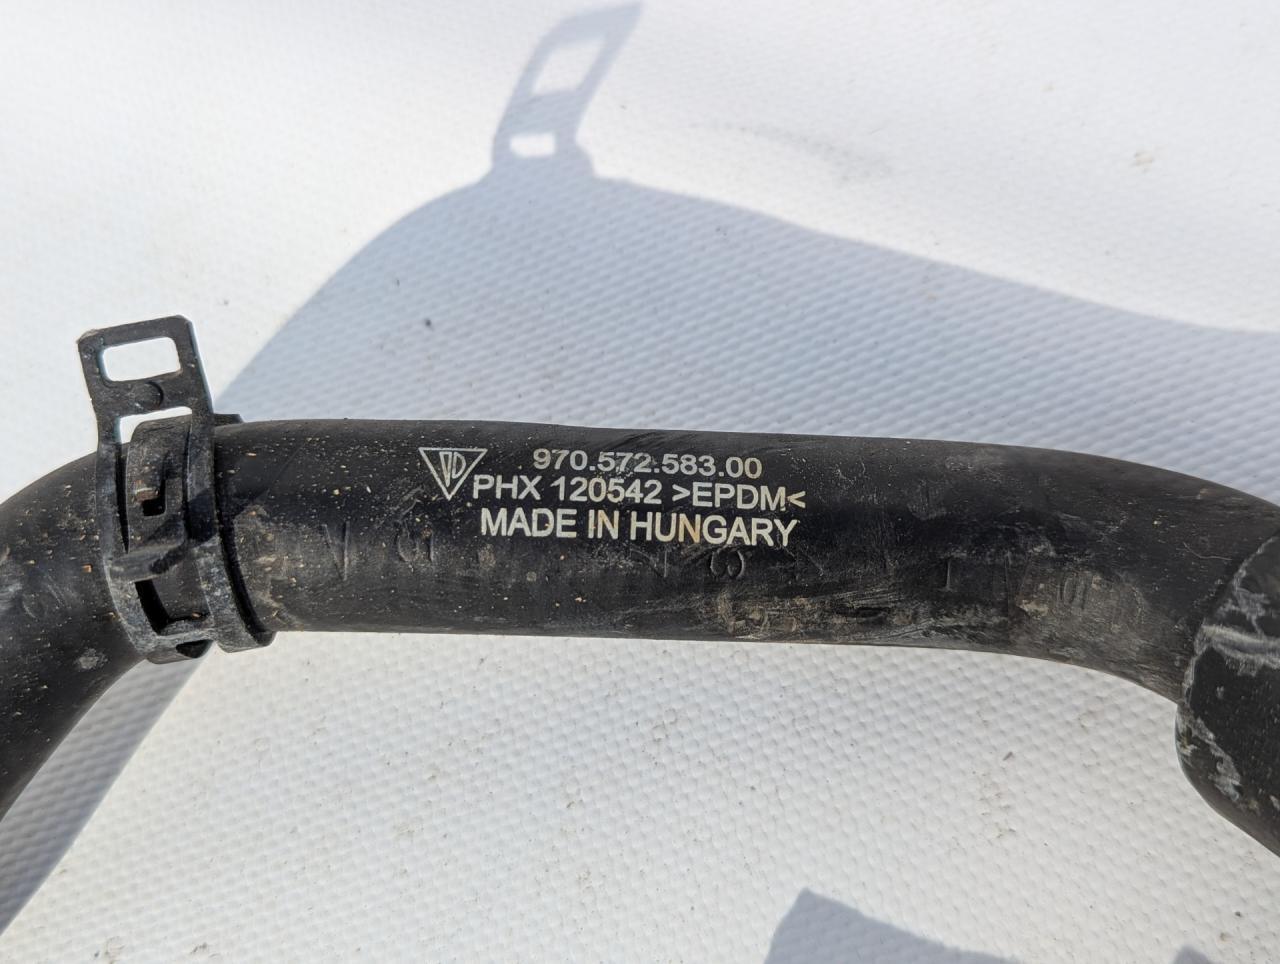 970.572.583.00
PHX 120542 >EPDM<
MADE IN HUNGARY